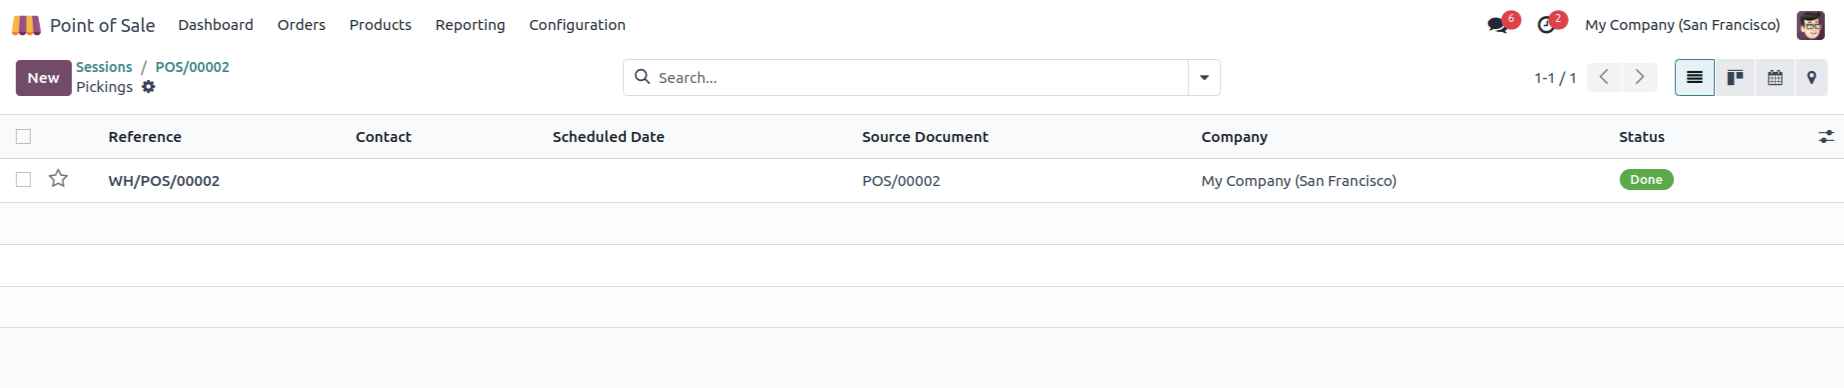 Point of Sale Dashboard Orders Products Reporting Configuration 6 2 My Company (San Francisco)
New Sessions / POS/00002 Search... 1-1 / 1
Pickings
Reference Contact Scheduled Date Source Document Company Status
WH/POS/00002 POS/00002 My Company (San Francisco) Done